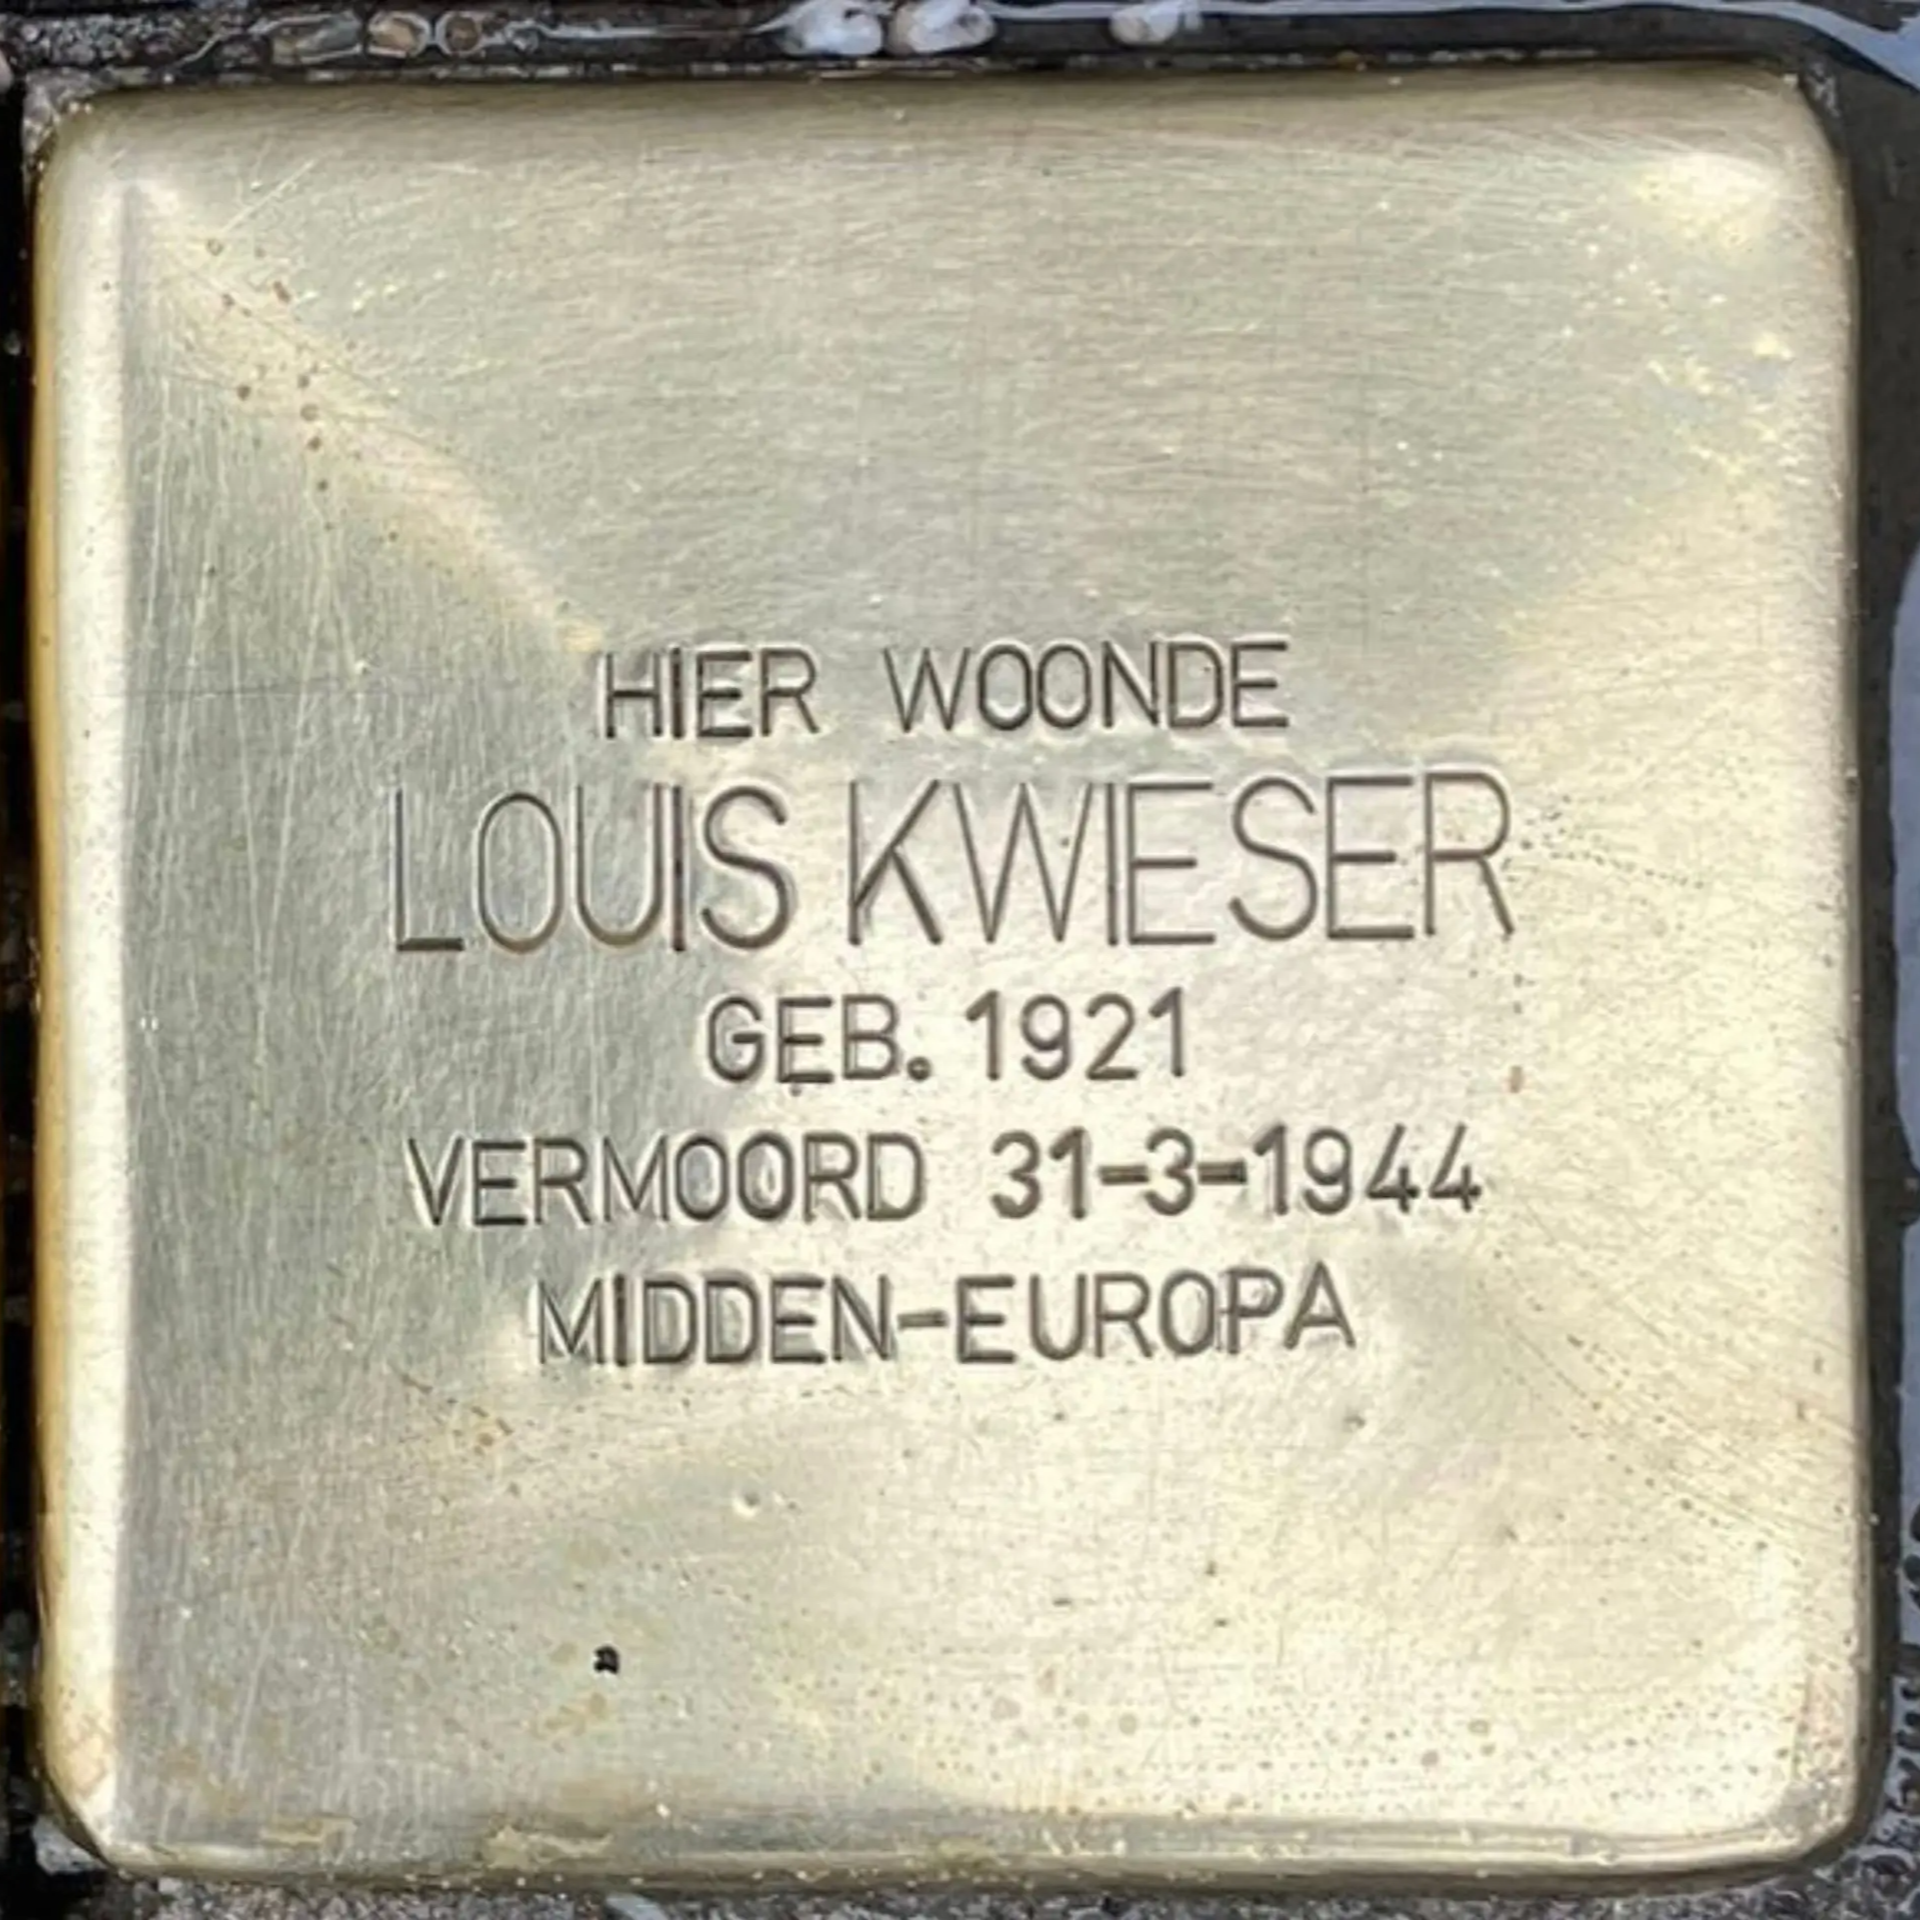 HIER WOONDE
LOUIS KWIESER
GEB. 1921
VERMOORD 31-3-1944
MIDDEN-EUROPA